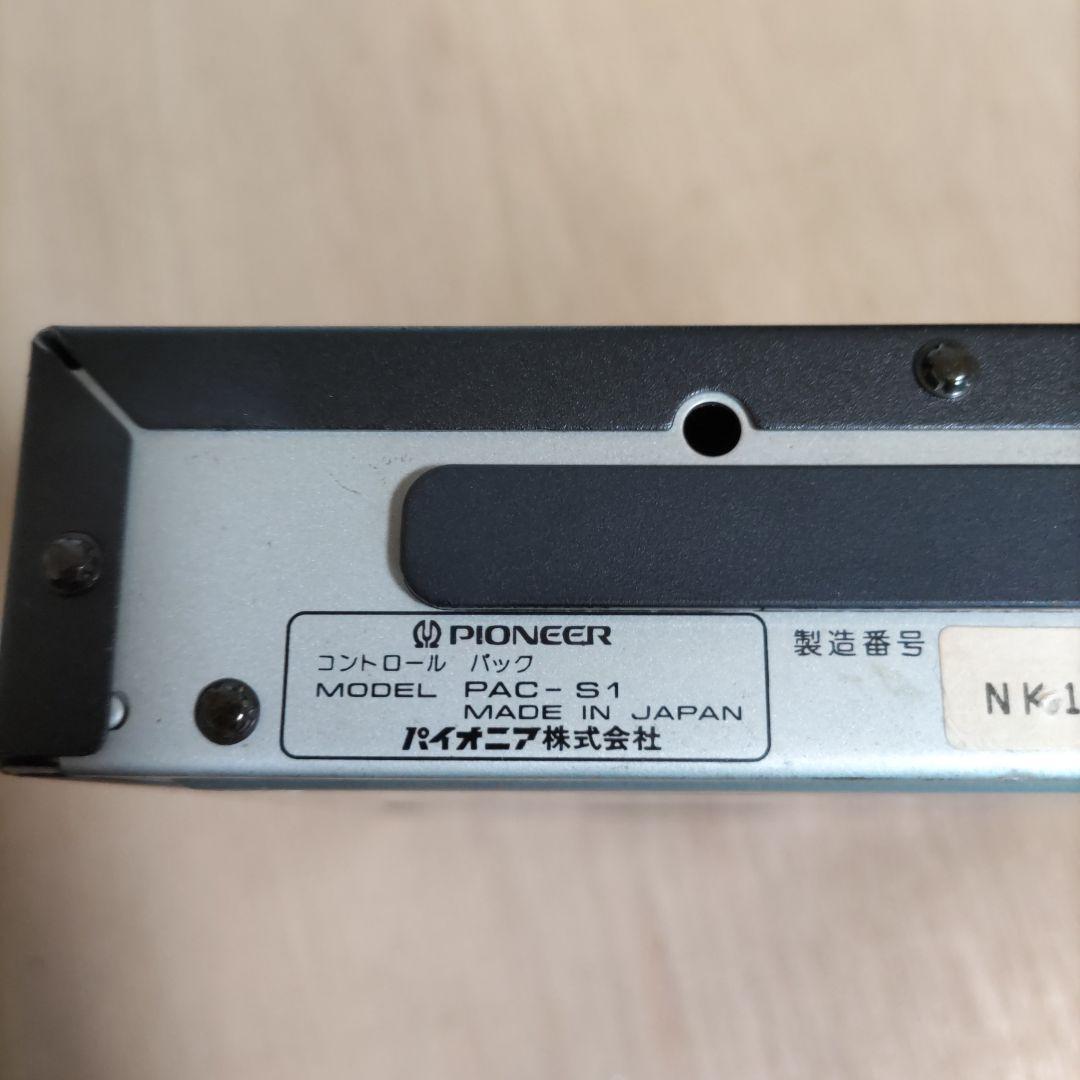 PIONEER
コントロール パック
MODEL PAC-S1
MADE IN JAPAN
パイオニア株式会社
製造番号
NK